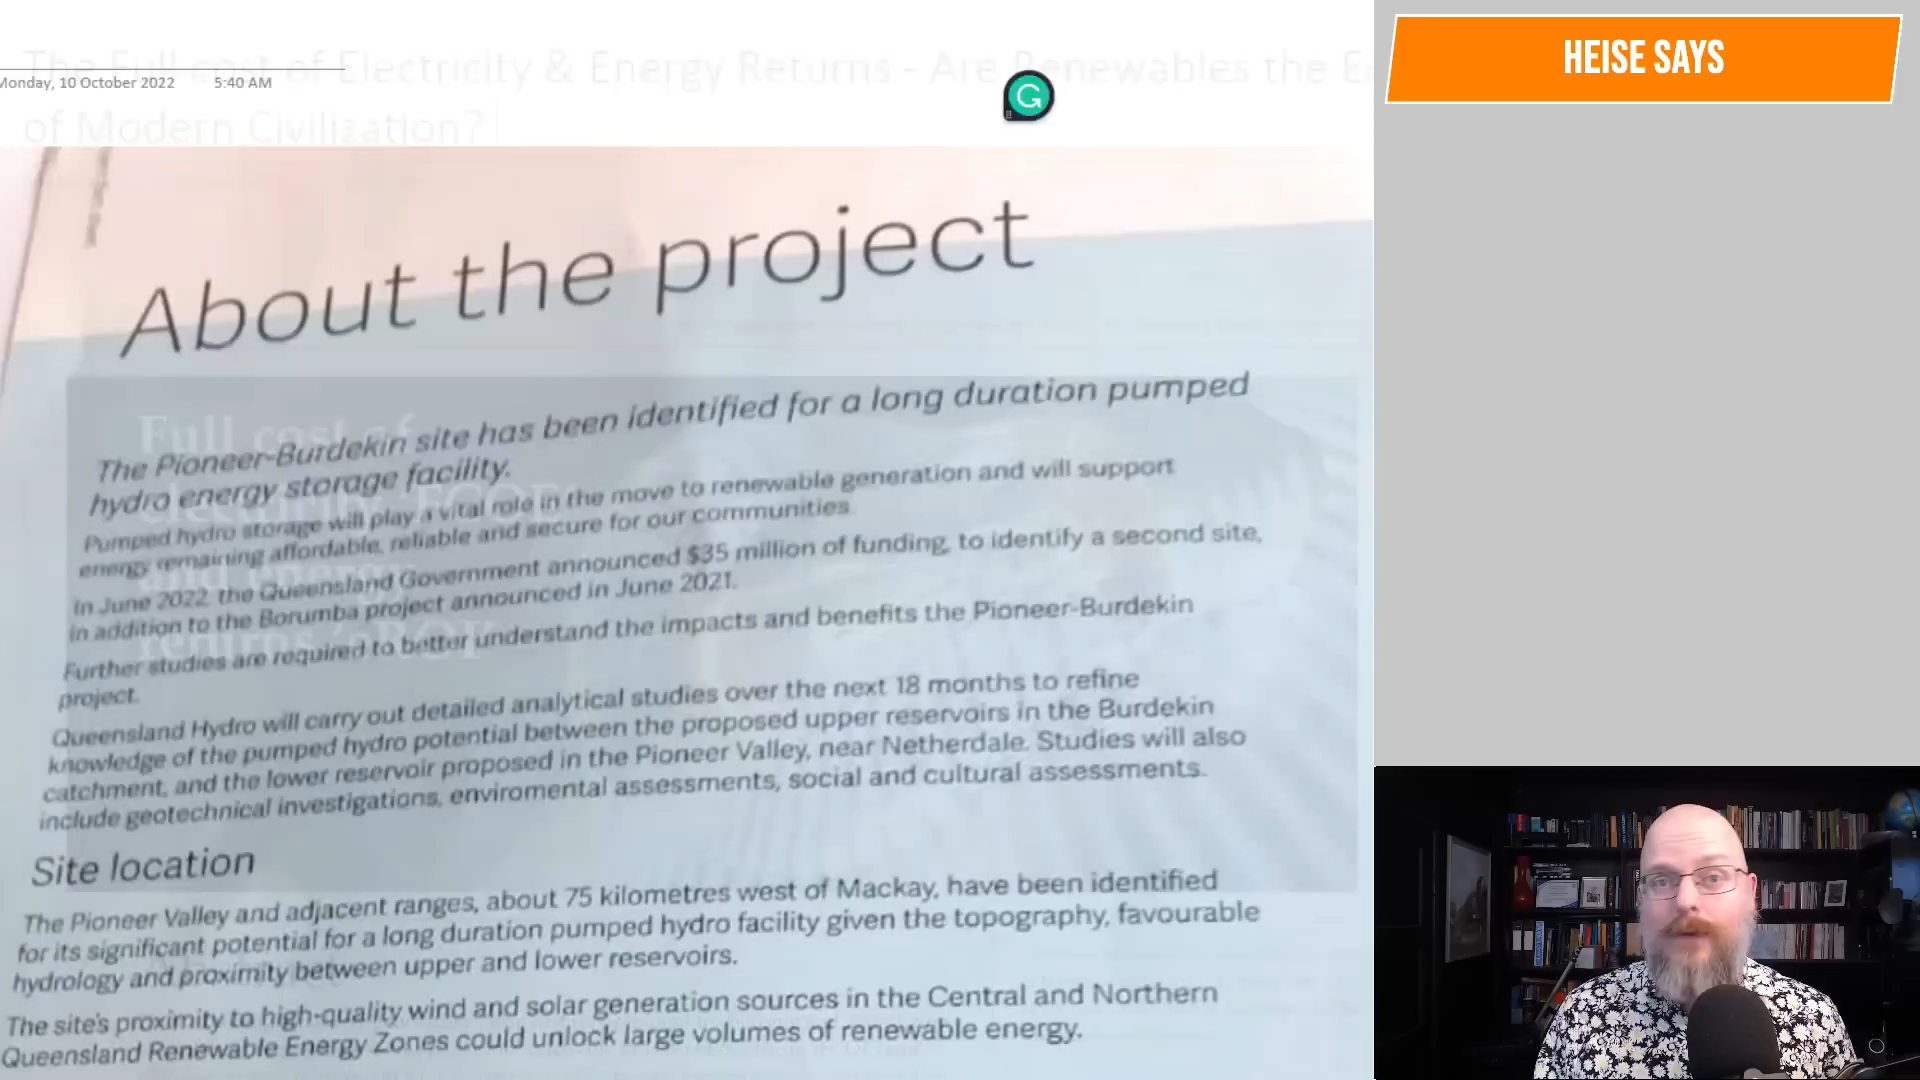 The Full cost of Electricity & Energy Returns - Are Renewables the E
of Modern Civilization?
Monday, 10 October 2022 5:40 AM
HEISE SAYS
About the project
The Pioneer-Burdekin site has been identified for a long duration pumped
hydro energy storage facility.
Pumped hydro storage will play a vital role in the move to renewable generation and will support
energy remaining affordable, reliable and secure for our communities.
In June 2022 the Queensland Government announced $35 million of funding, to identify a second site,
in addition to the Borumba project announced in June 2021.
Further studies are required to better understand the impacts and benefits the Pioneer-Burdekin
project.
Queensland Hydro will carry out detailed analytical studies over the next 18 months to refine
knowledge of the pumped hydro potential between the proposed upper reservoirs in the Burdekin
catchment, and the lower reservoir proposed in the Pioneer Valley, near Netherdale. Studies will also
include geotechnical investigations, enviromental assessments, social and cultural assessments.
Site location
The Pioneer Valley and adjacent ranges, about 75 kilometres west of Mackay, have been identified
for its significant potential for a long duration pumped hydro facility given the topography, favourable
hydrology and proximity between upper and lower reservoirs.
The site's proximity to high-quality wind and solar generation sources in the Central and Northern
Queensland Renewable Energy Zones could unlock large volumes of renewable energy.
Full cost of
electricity 'FCOE'
and energy
returns 'eROI'